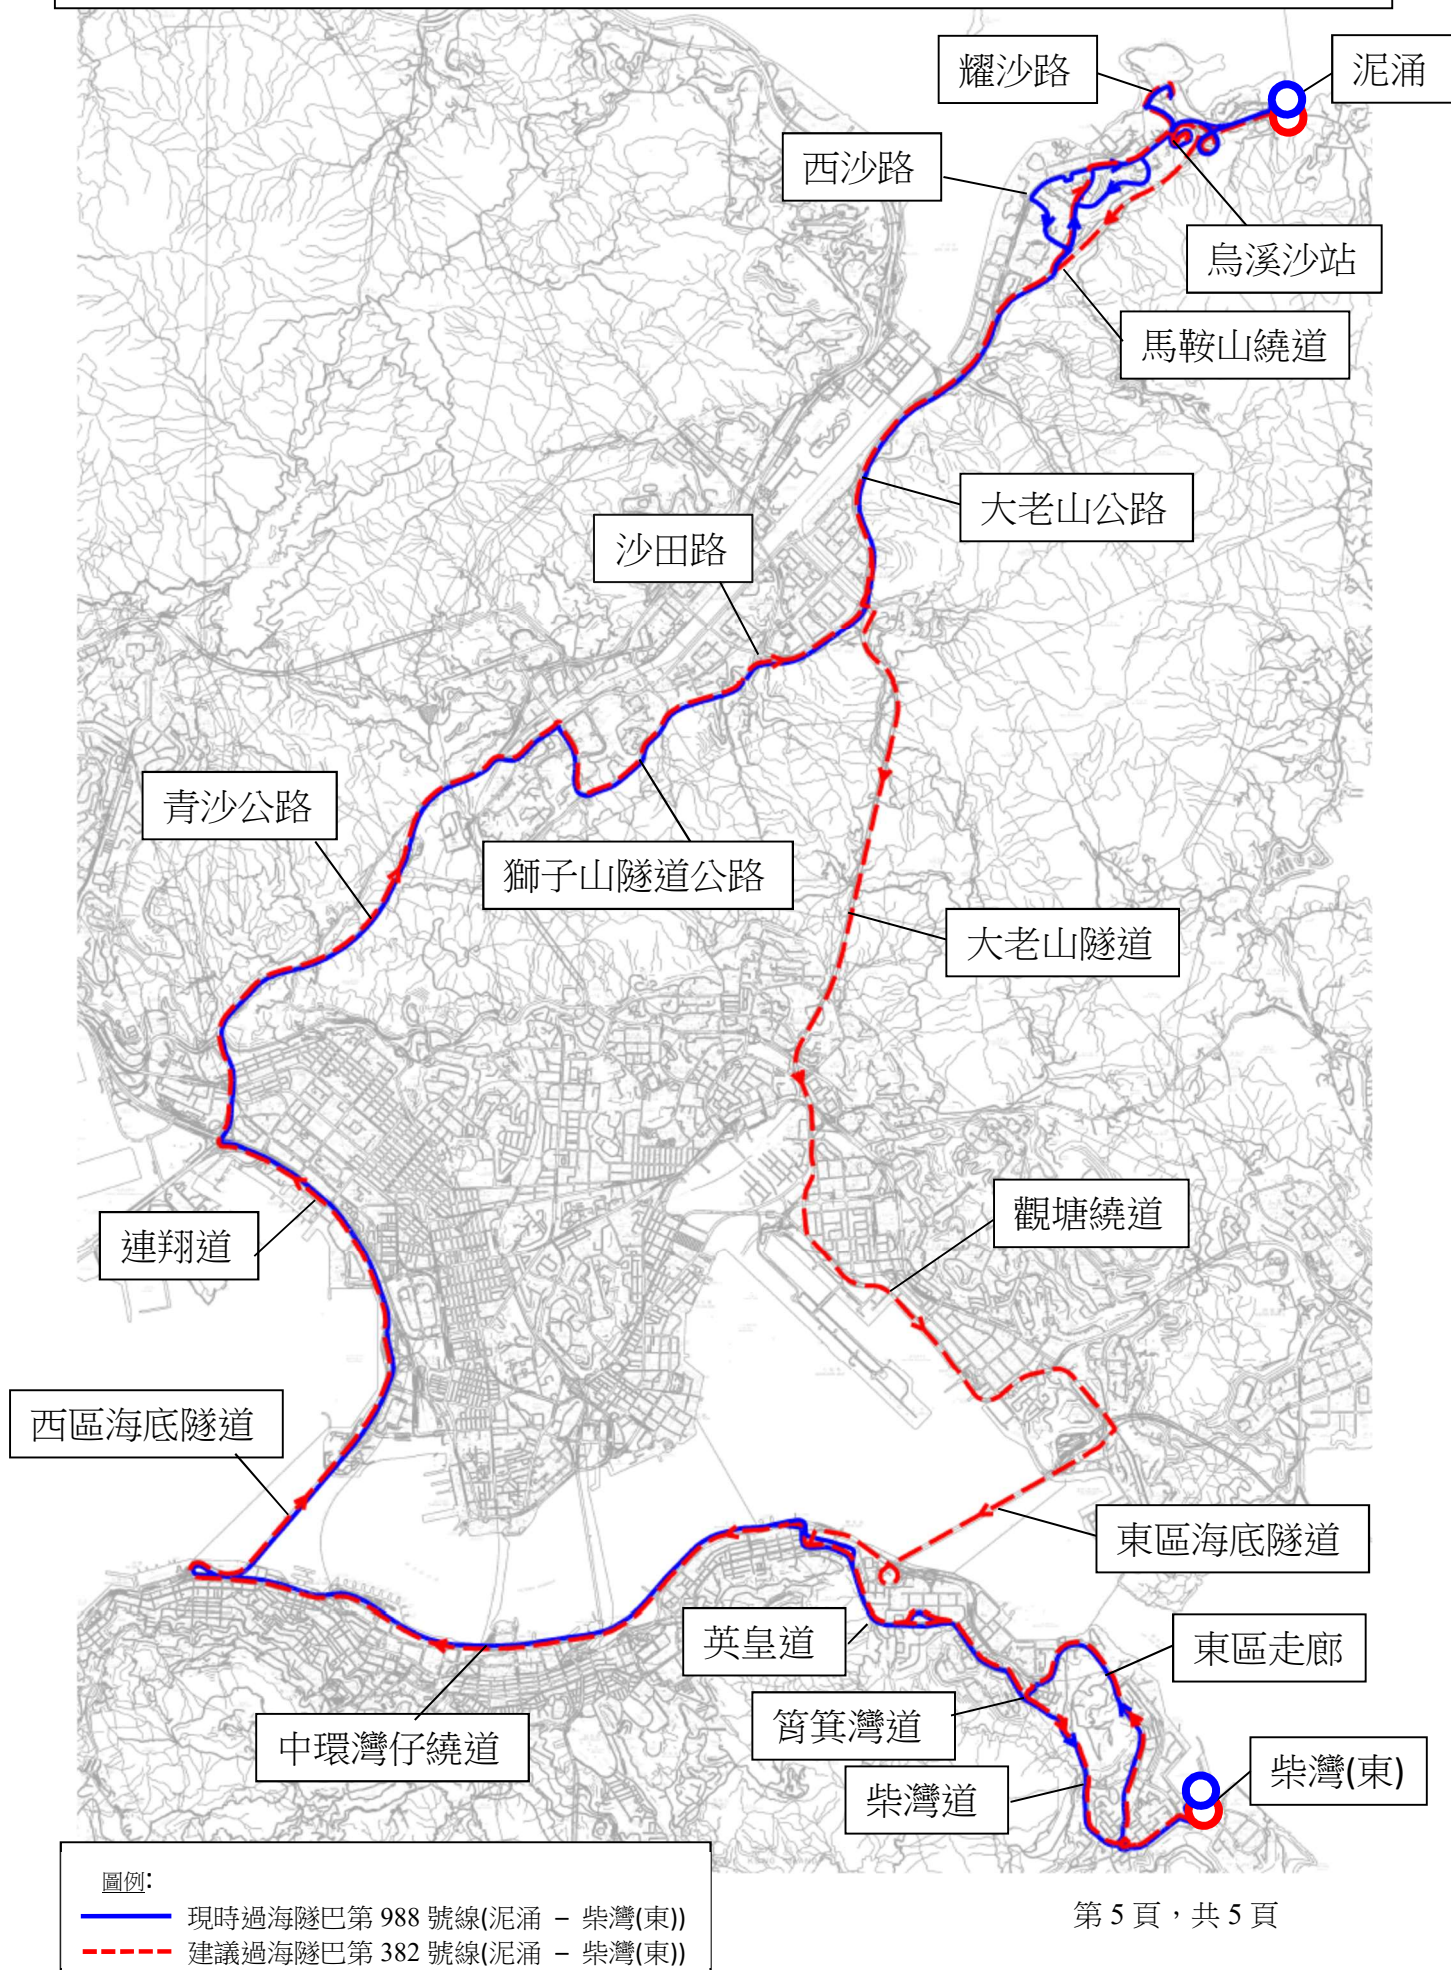 耀沙路
泥涌
西沙路
烏溪沙站
馬鞍山繞道
大老山公路
沙田路
青沙公路
獅子山隧道公路
大老山隧道
觀塘繞道
連翔道
西區海底隧道
東區海底隧道
英皇道
東區走廊
筲箕灣道
中環灣仔繞道
柴灣(東)
柴灣道
圖例:
現時過海隧巴第 988 號線(泥涌 – 柴灣(東))
建議過海隧巴第 382 號線(泥涌 – 柴灣(東))
第 5 頁，共 5 頁